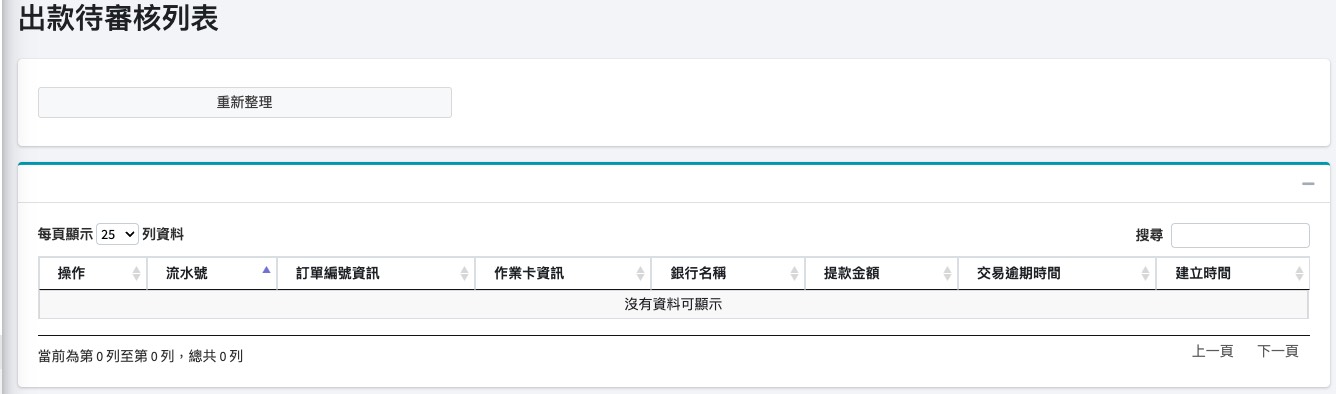 出款待審核列表
重新整理
每頁顯示 25 列資料 搜尋
操作 流水號 訂單編號資訊 作業卡資訊 銀行名稱 提款金額 交易逾期時間 建立時間
沒有資料可顯示
當前為第 0 列至第 0 列，總共 0 列 上一頁 下一頁